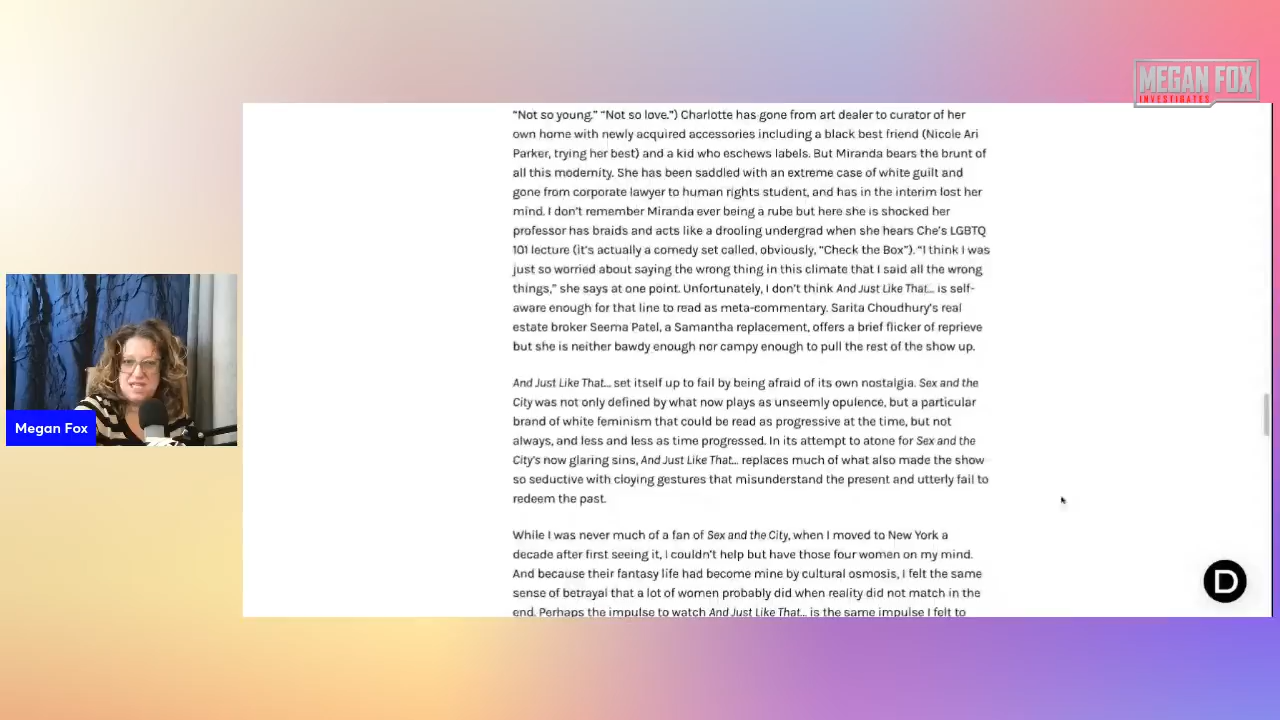 MEGAN FOX
INVESTIGATES
"Not so young." "Not so love.") Charlotte has gone from art dealer to curator of her
own home with newly acquired accessories including a black best friend (Nicole Ari
Parker, trying her best) and a kid who eschews labels. But Miranda bears the brunt of
all this modernity. She has been saddled with an extreme case of white guilt and
gone from corporate lawyer to human rights student, and has in the interim lost her
mind. I don't remember Miranda ever being a rube but here she is shocked her
professor has braids and acts like a drooling undergrad when she hears Che's LGBTQ
101 lecture (it's actually a comedy set called, obviously, "Check the Box"). "I think I was
just so worried about saying the wrong thing in this climate that I said all the wrong
things," she says at one point. Unfortunately, I don't think And Just Like That... is self-
aware enough for that line to read as meta-commentary. Sarita Choudhury's real
estate broker Seema Patel, a Samantha replacement, offers a brief flicker of reprieve
but she is neither bawdy enough nor campy enough to pull the rest of the show up.
And Just Like That... set itself up to fail by being afraid of its own nostalgia. Sex and the
City was not only defined by what now plays as unseemly opulence, but a particular
brand of white feminism that could be read as progressive at the time, but not
always, and less and less as time progressed. In its attempt to atone for Sex and the
City's now glaring sins, And Just Like That... replaces much of what also made the show
so seductive with cloying gestures that misunderstand the present and utterly fail to
redeem the past.
While I was never much of a fan of Sex and the City, when I moved to New York a
decade after first seeing it, I couldn't help but have those four women on my mind.
And because their fantasy life had become mine by cultural osmosis, I felt the same
sense of betrayal that a lot of women probably did when reality did not match in the
end. Perhaps the impulse to watch And Just Like That... is the same impulse I felt to
Megan Fox
D